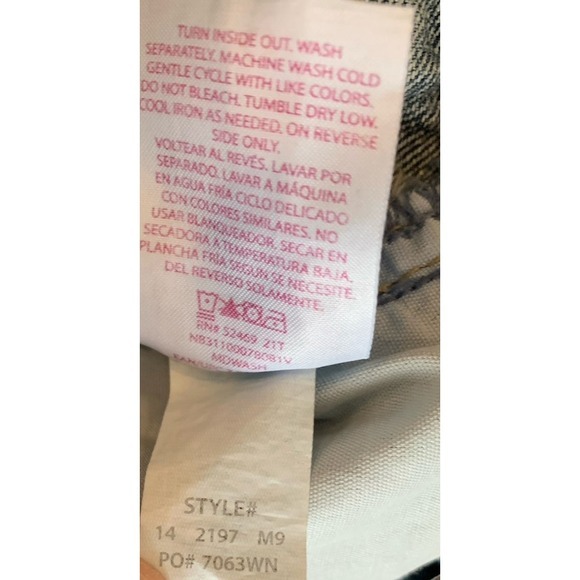 TURN INSIDE OUT. WASH
SEPARATELY. MACHINE WASH COLD
GENTLE CYCLE WITH LIKE COLORS.
DO NOT BLEACH. TUMBLE DRY LOW.
COOL IRON AS NEEDED. ON REVERSE
SIDE ONLY.
VOLTEAR AL REVÉS. LAVAR POR
SEPARADO. LAVAR A MÁQUINA
EN AGUA FRÍA CICLO DELICADO
CON COLORES SIMILARES. NO
USAR BLANQUEADOR. SECAR EN
SECADORA A TEMPERATURA BAJA.
PLANCHA FRÍA SEGUN SE NECESITE.
DEL REVERSO SOLAMENTE.
RN# 52469 21T
NB31100078081V
MDWASH
STYLE#
14 2197 M9
PO# 7063WN